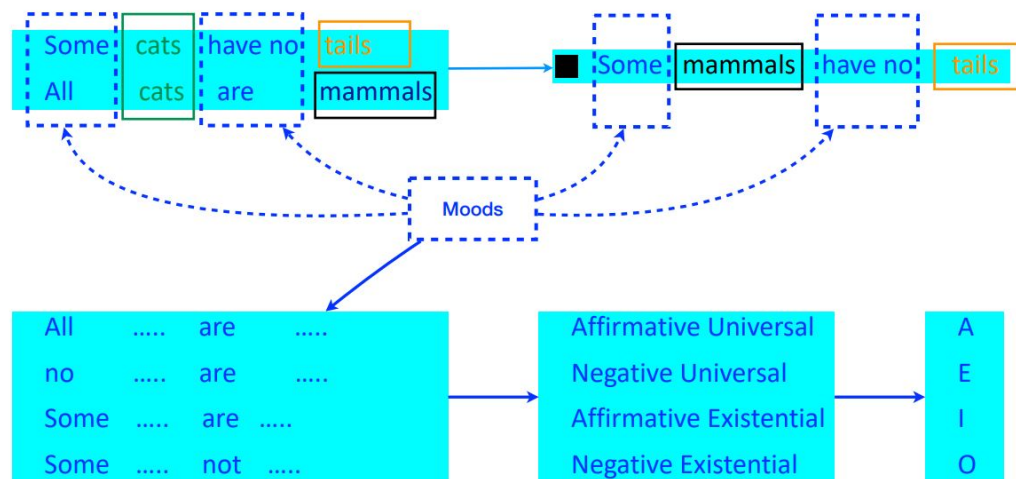 Some cats have no tails
All cats are mammals
■ Some mammals have no tails
Moods
All ..... are .....
no ..... are .....
Some ..... are .....
Some ..... not .....
Affirmative Universal
Negative Universal
Affirmative Existential
Negative Existential
A
E
I
O